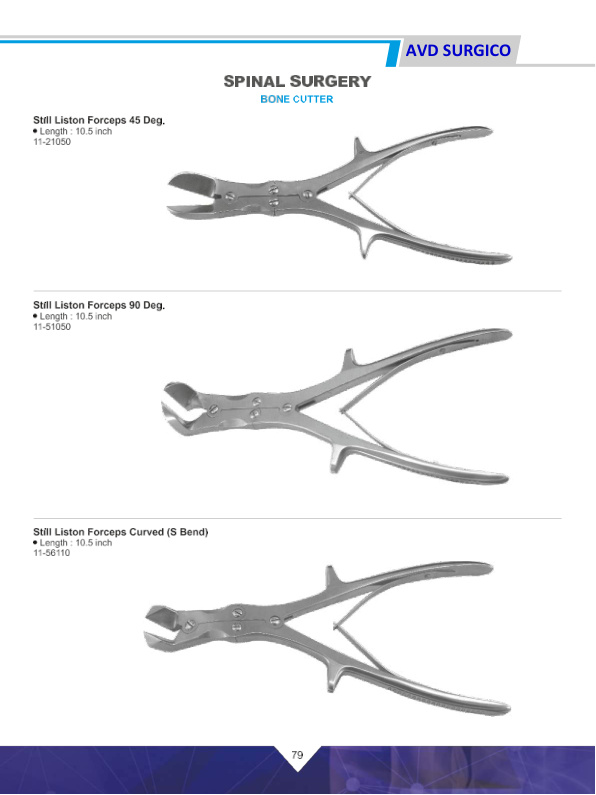 AVD SURGICO
SPINAL SURGERY
BONE CUTTER
Still Liston Forceps 45 Deg.
• Length : 10.5 inch
11-21050
Still Liston Forceps 90 Deg.
• Length : 10.5 inch
11-51050
Still Liston Forceps Curved (S Bend)
• Length : 10.5 inch
11-56110
79